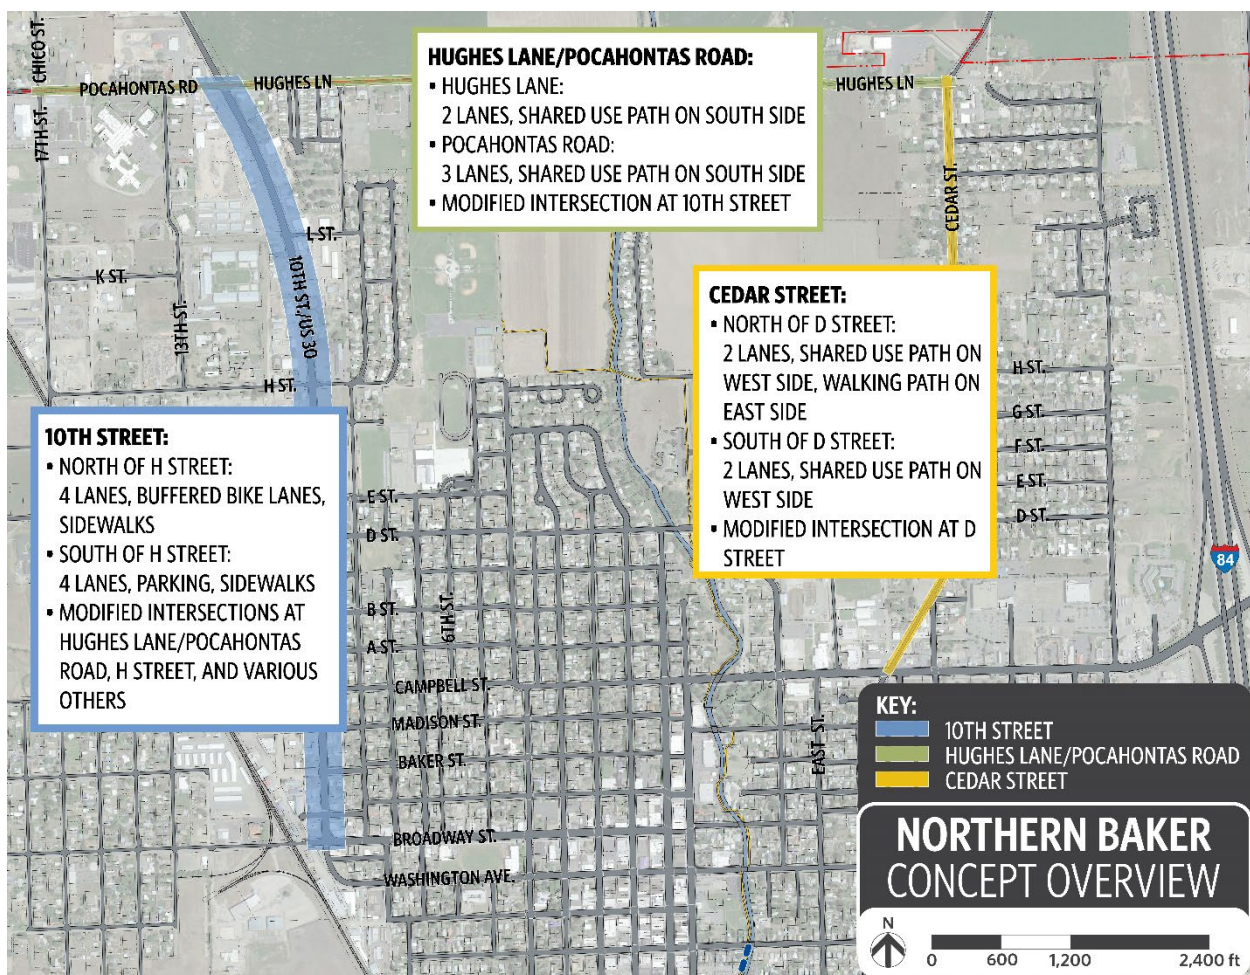 CHICO ST.
POCAHONTAS RD
HUGHES LN
HUGHES LN
17TH ST.
HUGHES LANE/POCAHONTAS ROAD:
▪ HUGHES LANE:
2 LANES, SHARED USE PATH ON SOUTH SIDE
▪ POCAHONTAS ROAD:
3 LANES, SHARED USE PATH ON SOUTH SIDE
▪ MODIFIED INTERSECTION AT 10TH STREET
CEDAR ST.
L ST.
K ST.
10TH ST/US 30
13TH ST.
H ST.
CEDAR STREET:
▪ NORTH OF D STREET:
2 LANES, SHARED USE PATH ON
WEST SIDE, WALKING PATH ON
EAST SIDE
▪ SOUTH OF D STREET:
2 LANES, SHARED USE PATH ON
WEST SIDE
▪ MODIFIED INTERSECTION AT D
STREET
H ST.
G ST.
F ST.
E ST.
D ST.
84
10TH STREET:
▪ NORTH OF H STREET:
4 LANES, BUFFERED BIKE LANES,
SIDEWALKS
▪ SOUTH OF H STREET:
4 LANES, PARKING, SIDEWALKS
▪ MODIFIED INTERSECTIONS AT
HUGHES LANE/POCAHONTAS
ROAD, H STREET, AND VARIOUS
OTHERS
E ST.
D ST.
B ST.
6TH ST.
A ST.
CAMPBELL ST.
MADISON ST.
BAKER ST.
EAST ST.
BROADWAY ST.
WASHINGTON AVE.
KEY:
10TH STREET
HUGHES LANE/POCAHONTAS ROAD
CEDAR STREET
NORTHERN BAKER
CONCEPT OVERVIEW
N
0 600 1,200 2,400 ft